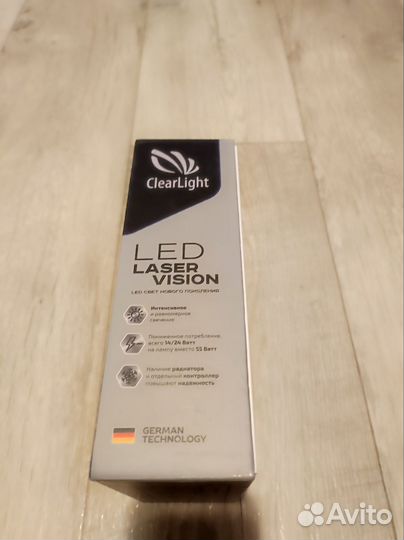 ClearLight
LED
LASER
VISION
LED СВЕТ НОВОГО ПОКОЛЕНИЯ
Интенсивное
и равномерное
свечение
Пониженное потребление,
всего 14/24 Ватт
на лампу вместо 55 Ватт
Наличие радиатора
и отдельный контроллер
повышают надежность
GERMAN
TECHNOLOGY
Avito